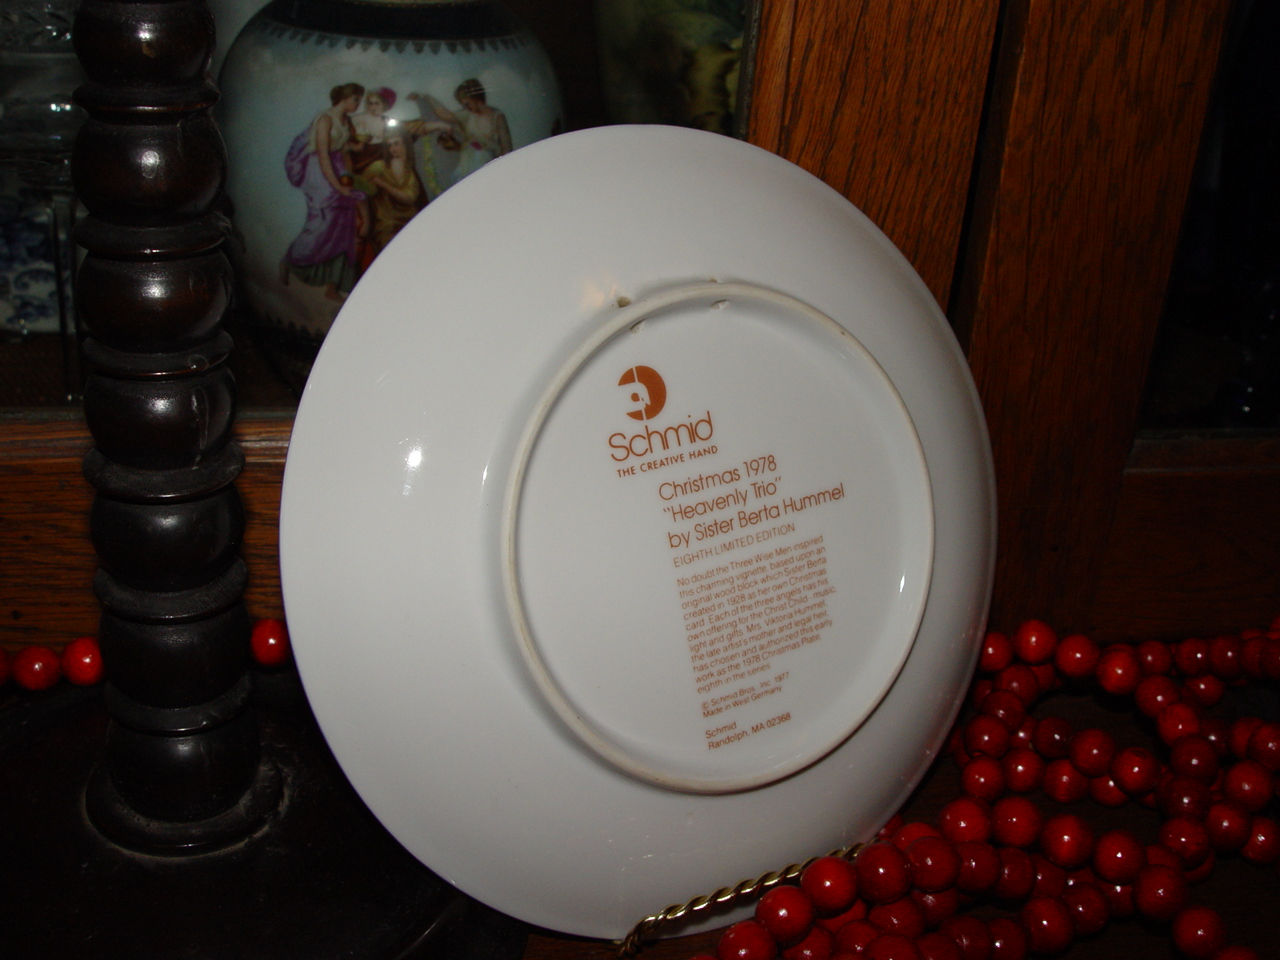 Schmid
THE CREATIVE HAND
Christmas 1978
"Heavenly Trio"
by Sister Berta Hummel
EIGHTH LIMITED EDITION
No doubt the Three Wise Men inspired
this charming vignette, based upon an
original wood block which Sister Berta
created in 1928 as her own Christmas
card. Each of the three angels has his
own offering for the Christ Child - music,
light and gifts. Mrs. Viktoria Hummel,
the late artist's mother and legal heir,
has chosen and authorized this early
work as the 1978 Christmas Plate,
eighth in the series.
© Schmid Bros., Inc. 1977
Made in West Germany
Schmid
Randolph, MA 02368